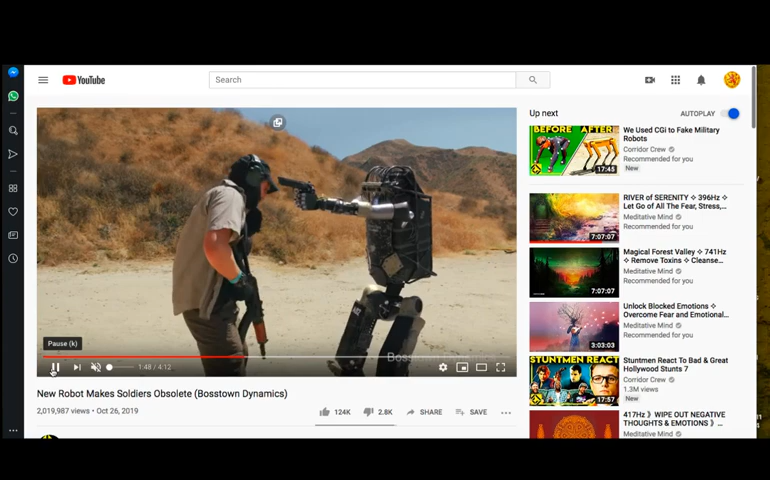 YouTube
Search
Up next
AUTOPLAY
BEFORE AFTER
17:45
We Used CGi to Fake Military
Robots
Corridor Crew
Recommended for you
New
7:07:07
RIVER of SERENITY ✧ 396Hz ✧
Let Go of All The Fear, Stress,...
Meditative Mind
Recommended for you
7:07:07
Magical Forest Valley ✧ 741Hz
✧ Remove Toxins ✧ Cleanse...
Meditative Mind
Recommended for you
3:03:03
Unlock Blocked Emotions ✧
Overcome Fear and Emotional...
Meditative Mind
Recommended for you
STUNTMEN REACT
17:57
Stuntmen React To Bad & Great
Hollywood Stunts 7
Corridor Crew
1.3M views
New
417Hz 》WIPE OUT NEGATIVE
THOUGHTS & EMOTIONS 》...
Meditative Mind
Pause (k)
1:48 / 4:12
New Robot Makes Soldiers Obsolete (Bosstown Dynamics)
2,019,987 views • Oct 26, 2019
124K
2.8K
SHARE
SAVE